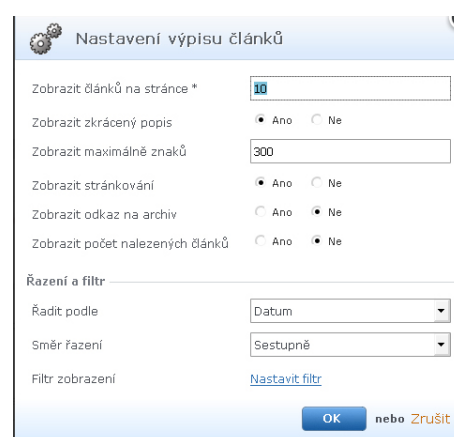 Nastavení výpisu článků
Zobrazit článků na stránce * 10
Zobrazit zkrácený popis Ano Ne
Zobrazit maximálně znaků 300
Zobrazit stránkování Ano Ne
Zobrazit odkaz na archiv Ano Ne
Zobrazit počet nalezených článků Ano Ne
Řazení a filtr
Řadit podle Datum
Směr řazení Sestupně
Filtr zobrazení Nastavit filtr
OK nebo Zrušit